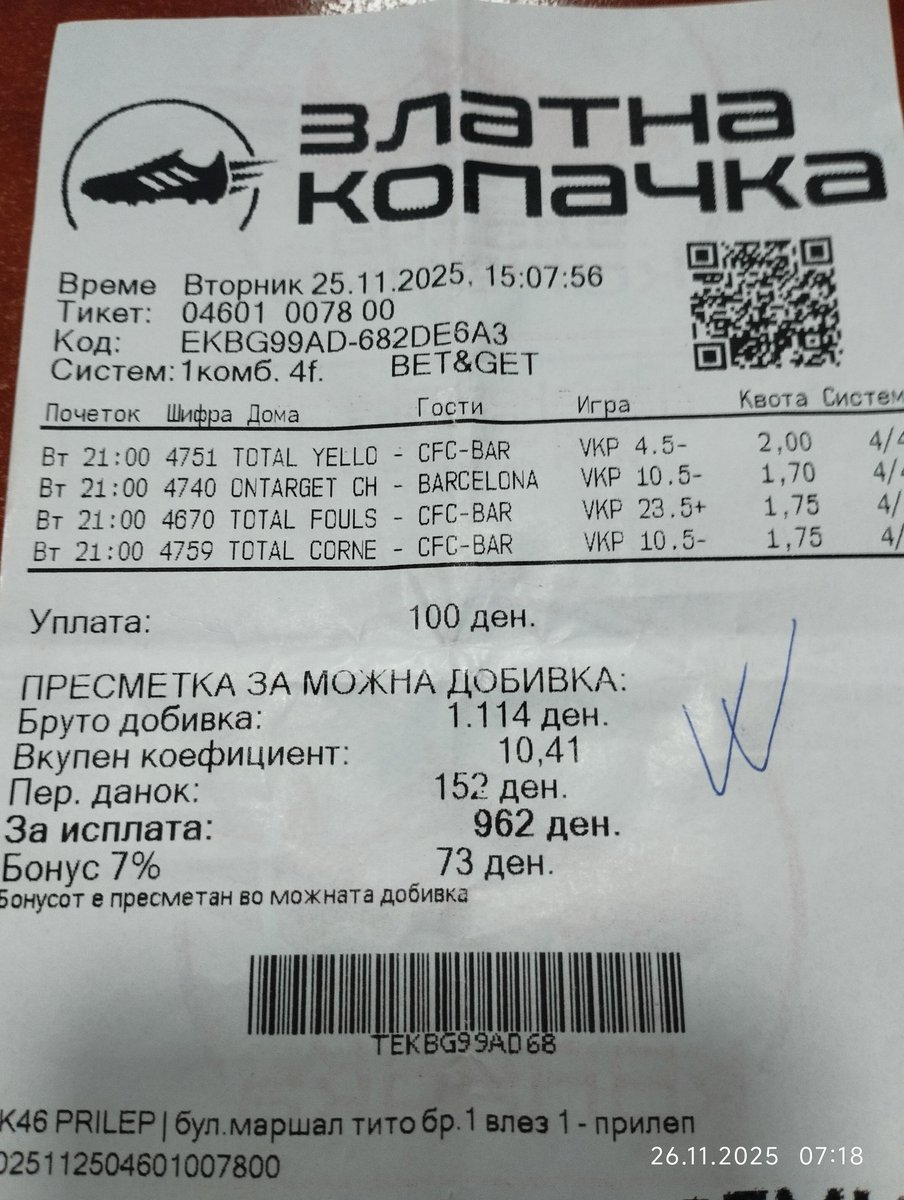 ЗЛАТНА
КОПАЧКА
Време Вторник 25.11.2025, 15:07:56
Тикет: 04601 0078 00
Код: EKBG99AD-682DE6A3
Систем: 1комб. 4f. BET&GET
Почеток Шифра Дома Гости Игра Квота Систем
Вт 21:00 4751 TOTAL YELLO - CFC-BAR VKP 4.5- 2,00 4/4
Вт 21:00 4740 ONTARGET CH - BARCELONA VKP 10.5- 1,70 4/
Вт 21:00 4670 TOTAL FOULS - CFC-BAR VKP 23.5+ 1,75 4/
Вт 21:00 4759 TOTAL CORNE - CFC-BAR VKP 10.5- 1,75 4/
Уплата: 100 ден.
ПРЕСМЕТКА ЗА МОЖНА ДОБИВКА:
Бруто добивка: 1.114 ден.
Вкупен коефициент: 10,41
Пер. данок: 152 ден.
За исплата: 962 ден.
Бонус 7% 73 ден.
Бонусот е пресметан во можната добивка
W
TEKBG99AD68
K46 PRILEP | бул.маршал тито бр.1 влез 1 - прилеп
025112504601007800
26.11.2025 07:18